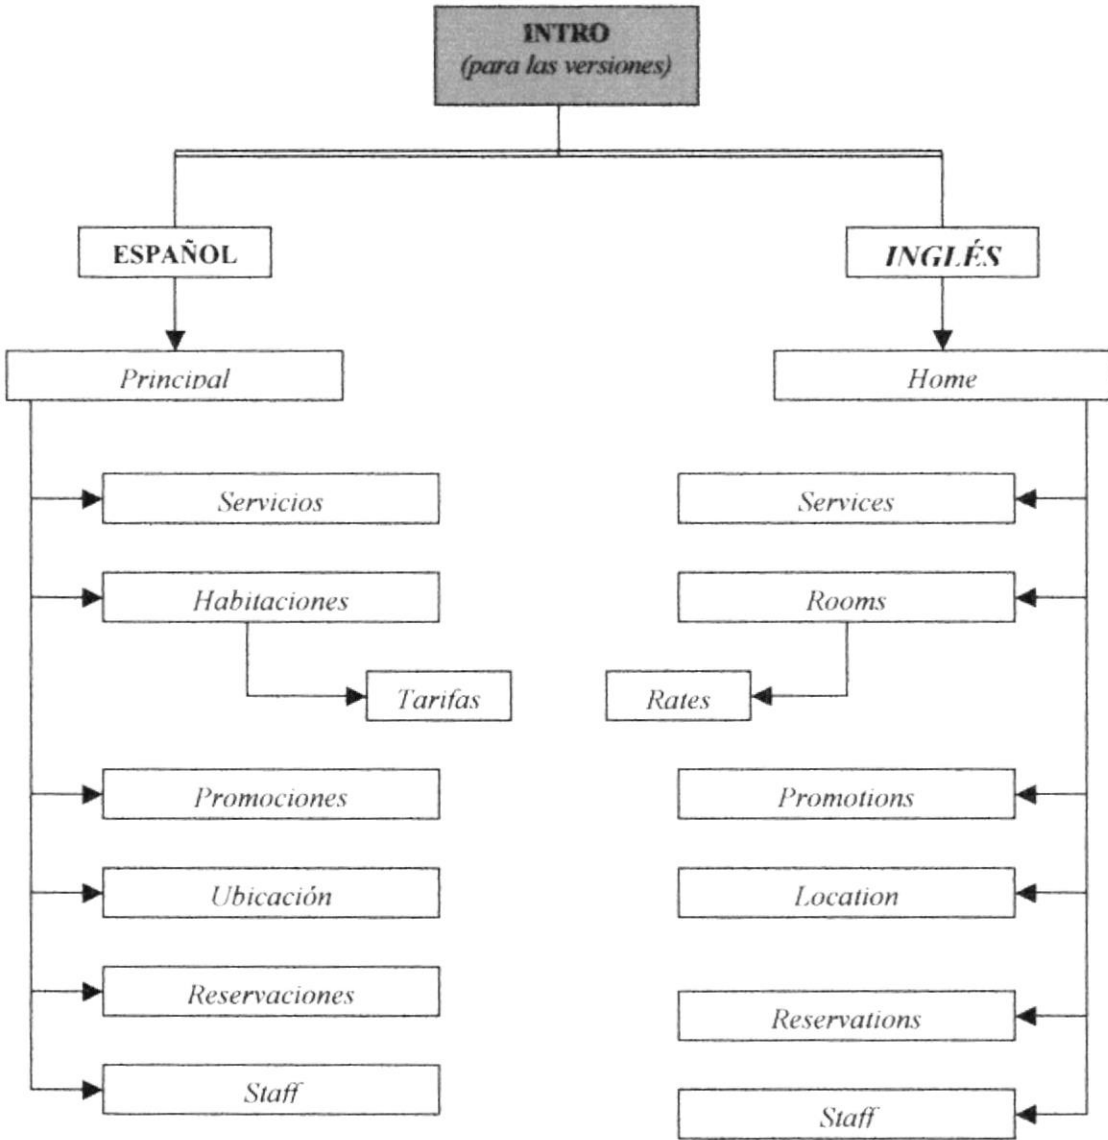 INTRO
(para las versiones)
ESPAÑOL
INGLÉS
Principal
Home
Servicios
Services
Habitaciones
Rooms
Tarifas
Rates
Promociones
Promotions
Ubicación
Location
Reservaciones
Reservations
Staff
Staff